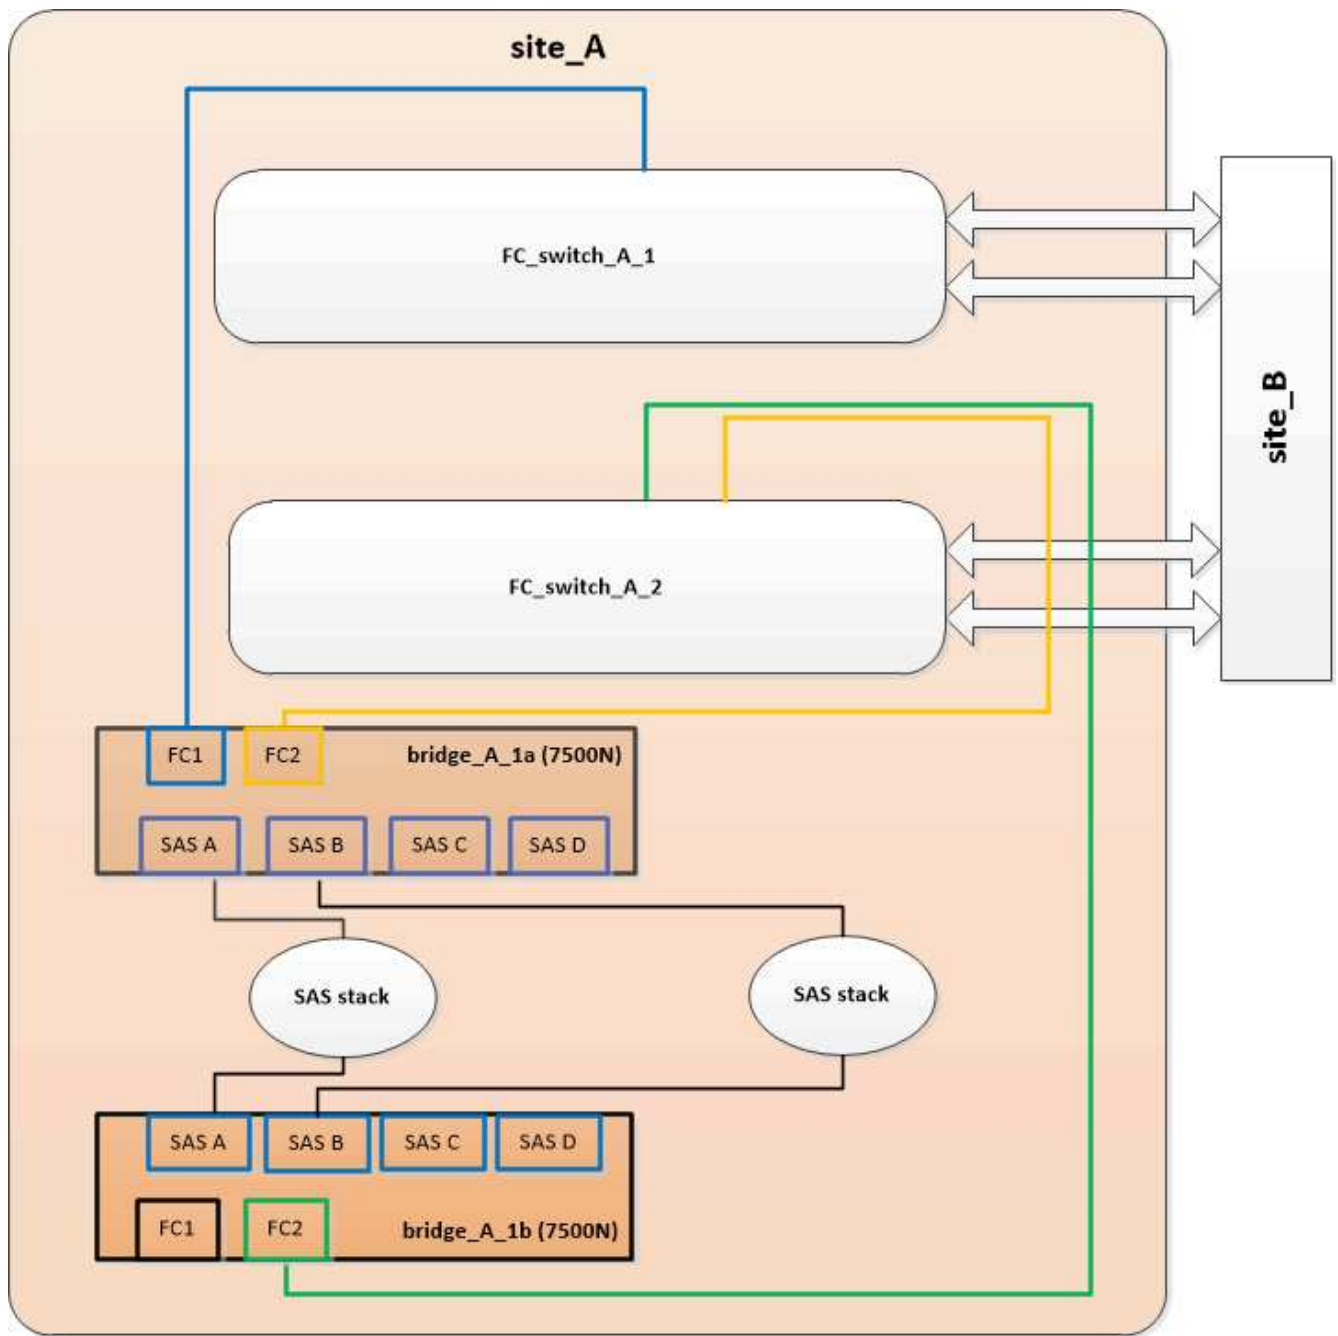 site_A
FC_switch_A_1
site_B
FC_switch_A_2
FC1
FC2
bridge_A_1a (7500N)
SAS A
SAS B
SAS C
SAS D
SAS stack
SAS stack
SAS A
SAS B
SAS C
SAS D
FC1
FC2
bridge_A_1b (7500N)